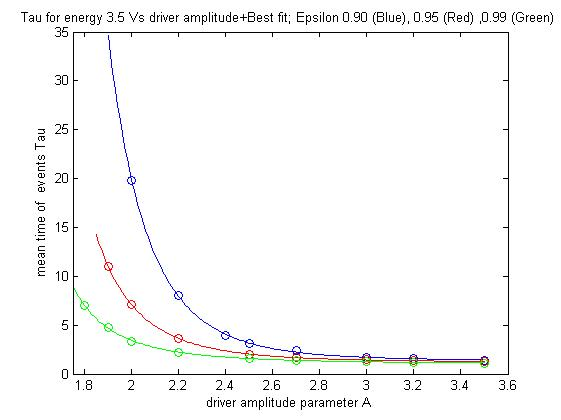 Tau for energy 3.5 Vs driver amplitude+Best fit; Epsilon 0.90 (Blue), 0.95 (Red) ,0.99 (Green)
35
30
25
20
15
10
5
0
mean time of events Tau
1.8 2 2.2 2.4 2.6 2.8 3 3.2 3.4 3.6
driver amplitude parameter A